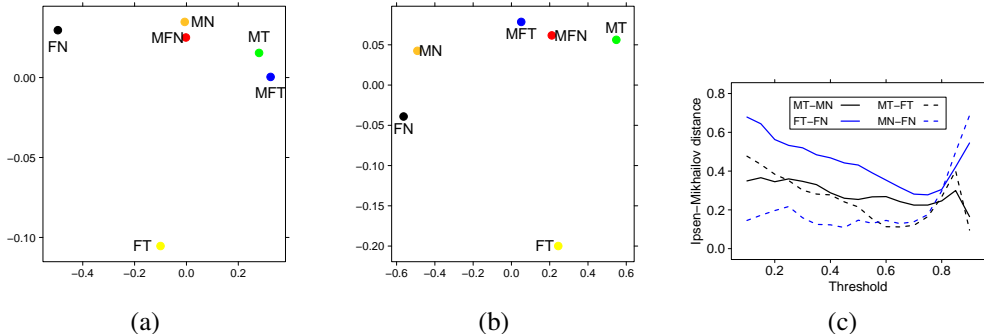 FN
MN
MFN
MT
MFT
FT
0.00
−0.05
−0.10
−0.4
−0.2
0.0
0.2
(a)
MFT
MFN
MT
MN
FN
FT
0.05
0.00
−0.05
−0.10
−0.15
−0.20
−0.6
−0.4
−0.2
0.0
0.2
0.4
0.6
(b)
Ipsen−Mikhailov distance
0.8
0.6
0.4
0.2
0.0
MT−MN
MT−FT
FT−FN
MN−FN
0.2
0.4
0.6
0.8
Threshold
(c)